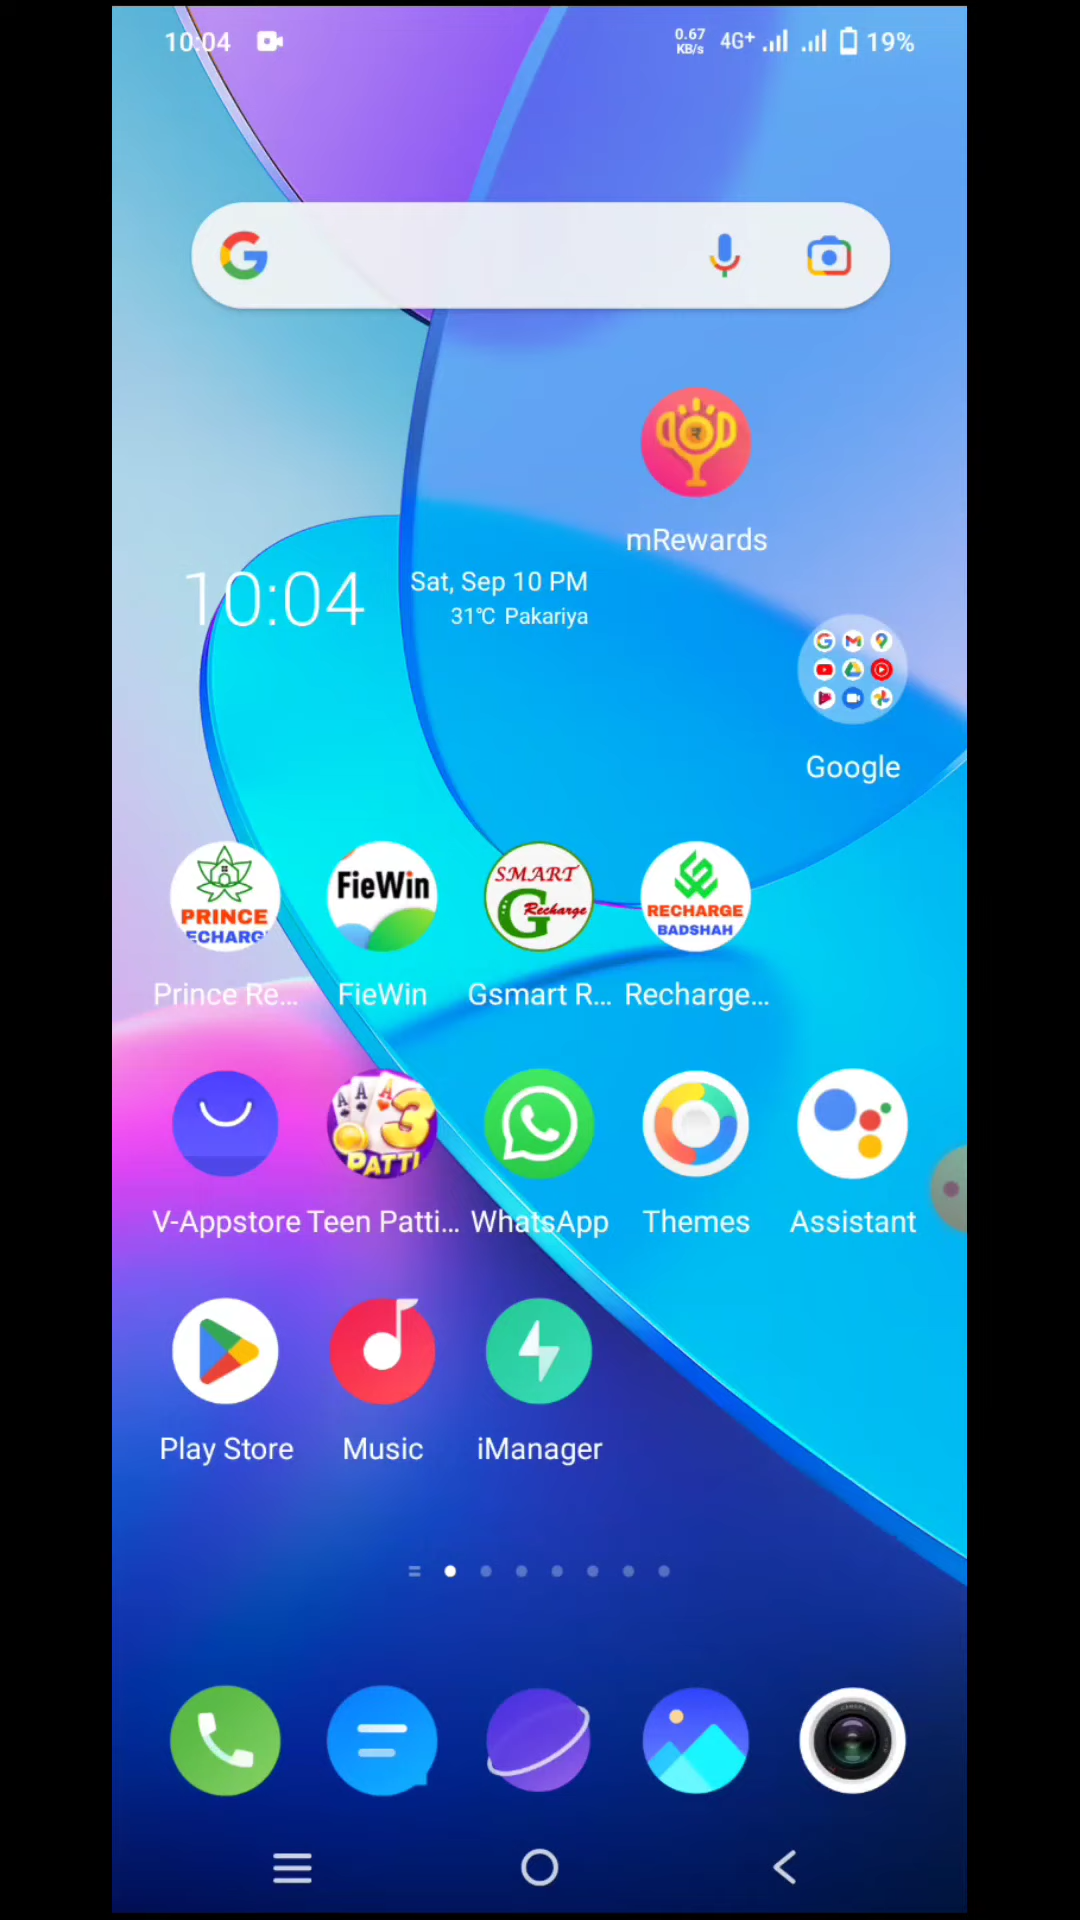 10:04
0.67
KB/s
4G+
19%
mRewards
10:04
Sat, Sep 10 PM
31℃ Pakariya
Google
PRINCE
ECHARG
FieWin
SMART
G Recharge
RECHARGE
BADSHAH
Prince Re...
FieWin
Gsmart R...
Recharge...
A A A 3
PATTI
V-Appstore
Teen Patti...
WhatsApp
Themes
Assistant
Play Store
Music
iManager